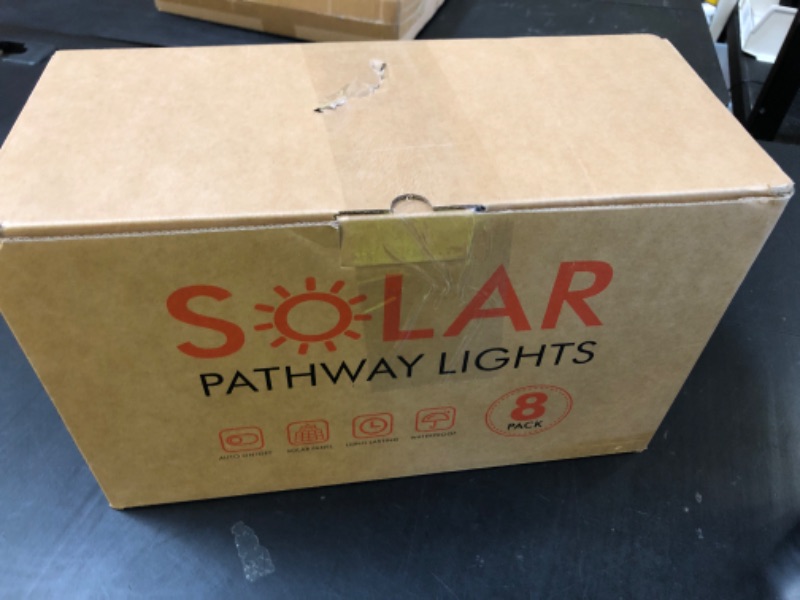 SOLAR
PATHWAY LIGHTS
8
PACK
AUTO ON/OFF
SOLAR PANEL
LONG LASTING
WATERPROOF